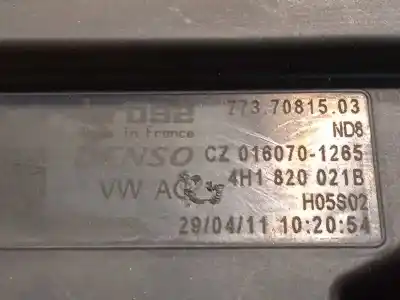 773.70815.03
in France
ND8
DENSO CZ 016070-1265
VW AG 4H1 820 021B
H05S02
29/04/11 10:20:54